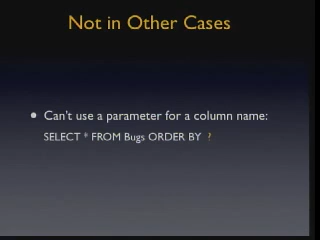 Not in Other Cases
• Can't use a parameter for a column name:
SELECT * FROM Bugs ORDER BY ?